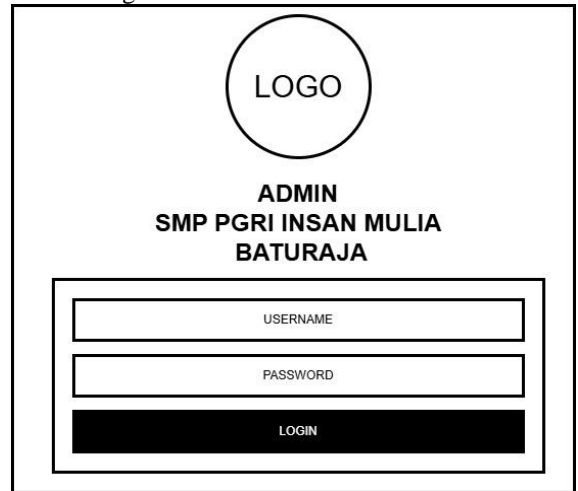 LOGO
ADMIN
SMP PGRI INSAN MULIA
BATURAJA
USERNAME
PASSWORD
LOGIN